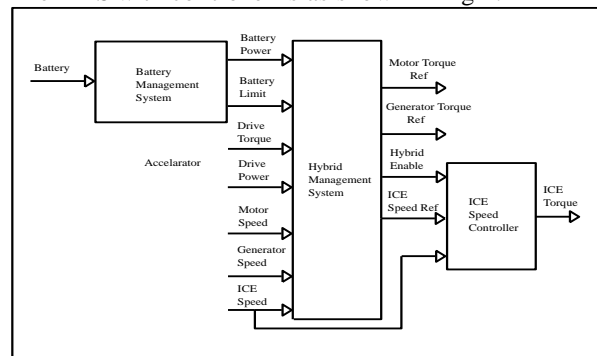 Battery
Battery
Management
System
Battery
Power
Battery
Limit
Drive
Torque
Accelarator
Drive
Power
Motor
Speed
Generator
Speed
ICE
Speed
Hybrid
Management
System
Motor Torque
Ref
Generator Torque
Ref
Hybrid
Enable
ICE
Speed Ref
ICE
Speed
Controller
ICE
Torque